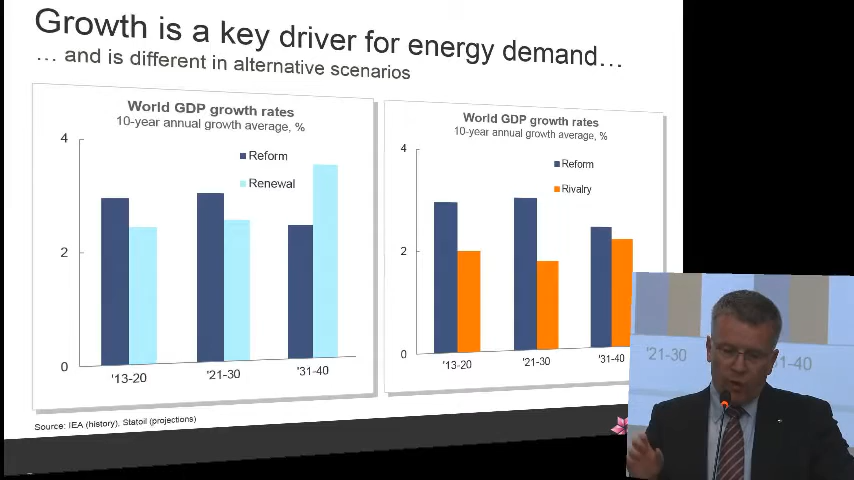 Growth is a key driver for energy demand…
… and is different in alternative scenarios
World GDP growth rates
10-year annual growth average, %
4
Reform
Renewal
2
0
'13-20
'21-30
'31-40
World GDP growth rates
10-year annual growth average, %
4
Reform
Rivalry
2
0
'13-20
'21-30
'31-40
Source: IEA (history), Statoil (projections)
'21-30
31-40